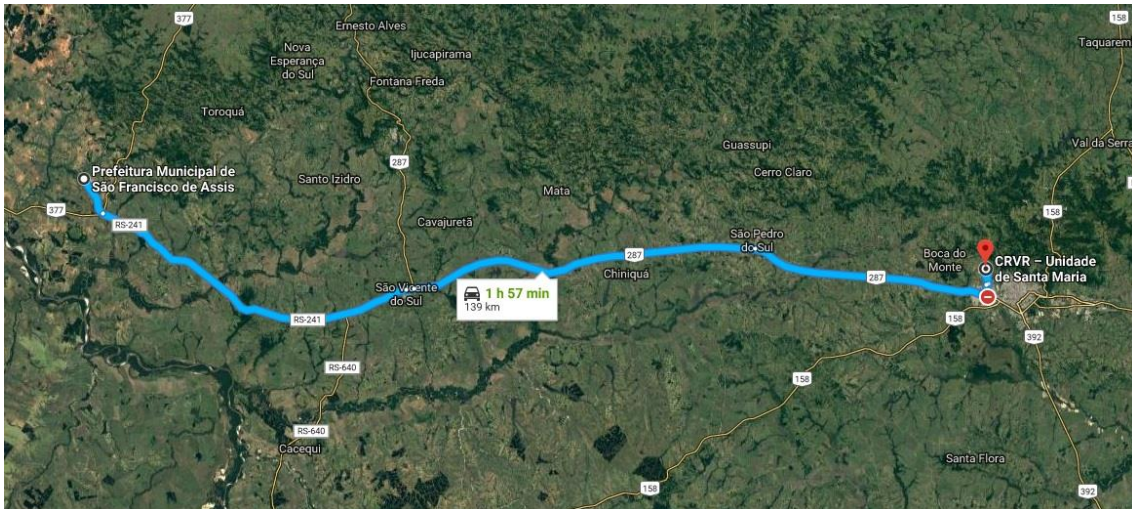 377
158
Ernesto Alves
Taquarem
Nova
Esperança
do Sul
Ijucapirama
Fontana Freda
Toroquá
Guassupi
Val da Serra
287
Prefeitura Municipal de
São Francisco de Assis
Santo Izidro
Mata
Cerro Claro
377
RS-241
Cavajuretã
158
São Pedro
do Sul
287
Boca do
Monte
CRVR – Unidade
de Santa Maria
Chiniquá
287
São Vicente
do Sul
1 h 57 min
139 km
RS-241
158
392
RS-640
158
RS-640
Cacequi
Santa Flora
158
392